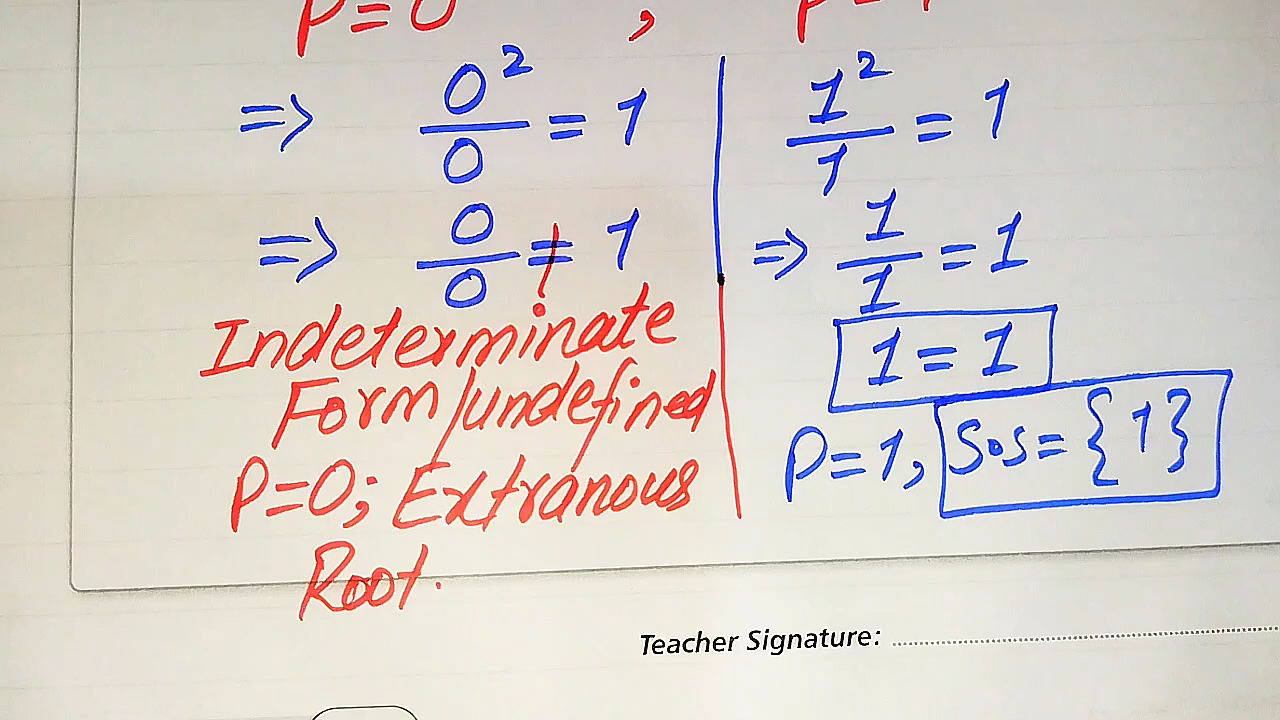 P=0 ,
=> 0²/0 = 1
=> 0/0 ≠ 1
Indeterminate
Form/undefined
P=0; Extranous
Root.
1²/1 = 1
=> 1/1 = 1
1 = 1
P=1, S.S = {1}
Teacher Signature: